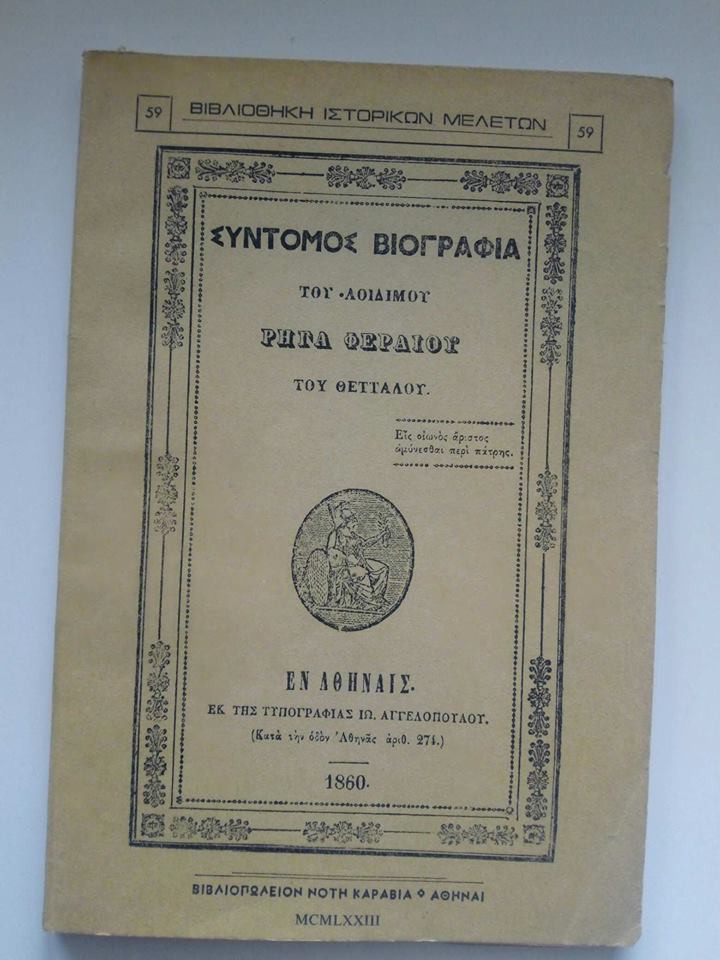 59 ΒΙΒΛΙΟΘΗΚΗ ΙΣΤΟΡΙΚΩΝ ΜΕΛΕΤΩΝ 59
ΣΥΝΤΟΜΟΣ ΒΙΟΓΡΑΦΙΑ
ΤΟΥ ΑΟΙΔΙΜΟΥ
ΡΗΓΑ ΦΕΡΑΙΟΥ
ΤΟΥ ΘΕΤΤΑΛΟΥ.
Εἷς οἰωνὸς ἄριστος
ἀμύνεσθαι περὶ πάτρης.
ΕΝ ΑΘΗΝΑΙΣ.
ΕΚ ΤΗΣ ΤΥΠΟΓΡΑΦΙΑΣ ΙΩ. ΑΓΓΕΛΟΠΟΥΛΟΥ.
(Κατὰ τὴν ὁδὸν Ἀθηνᾶς ἀριθ. 274.)
1860.
ΒΙΒΛΙΟΠΩΛΕΙΟΝ ΝΟΤΗ ΚΑΡΑΒΙΑ ⋄ ΑΘΗΝΑΙ
MCMLXXIII